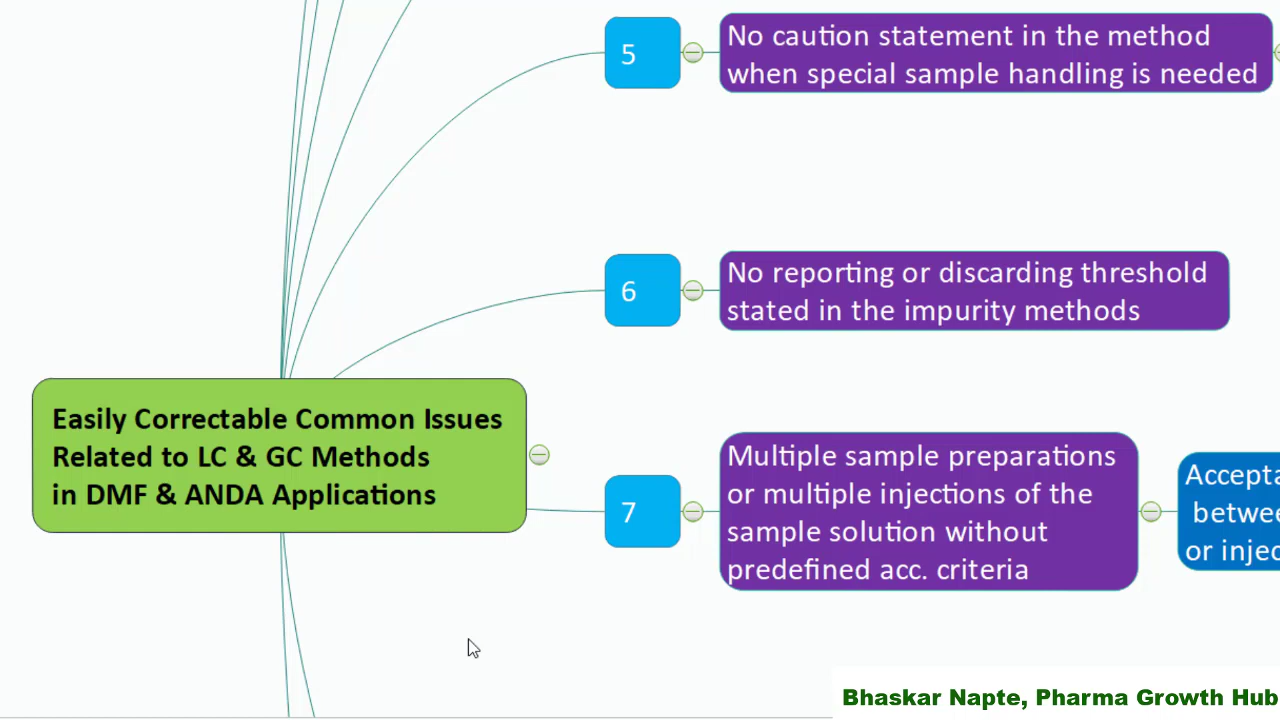 5
No caution statement in the method
when special sample handling is needed
6
No reporting or discarding threshold
stated in the impurity methods
Easily Correctable Common Issues
Related to LC & GC Methods
in DMF & ANDA Applications
7
Multiple sample preparations
or multiple injections of the
sample solution without
predefined acc. criteria
or
Bhaskar Napte, Pharma Growth Hub